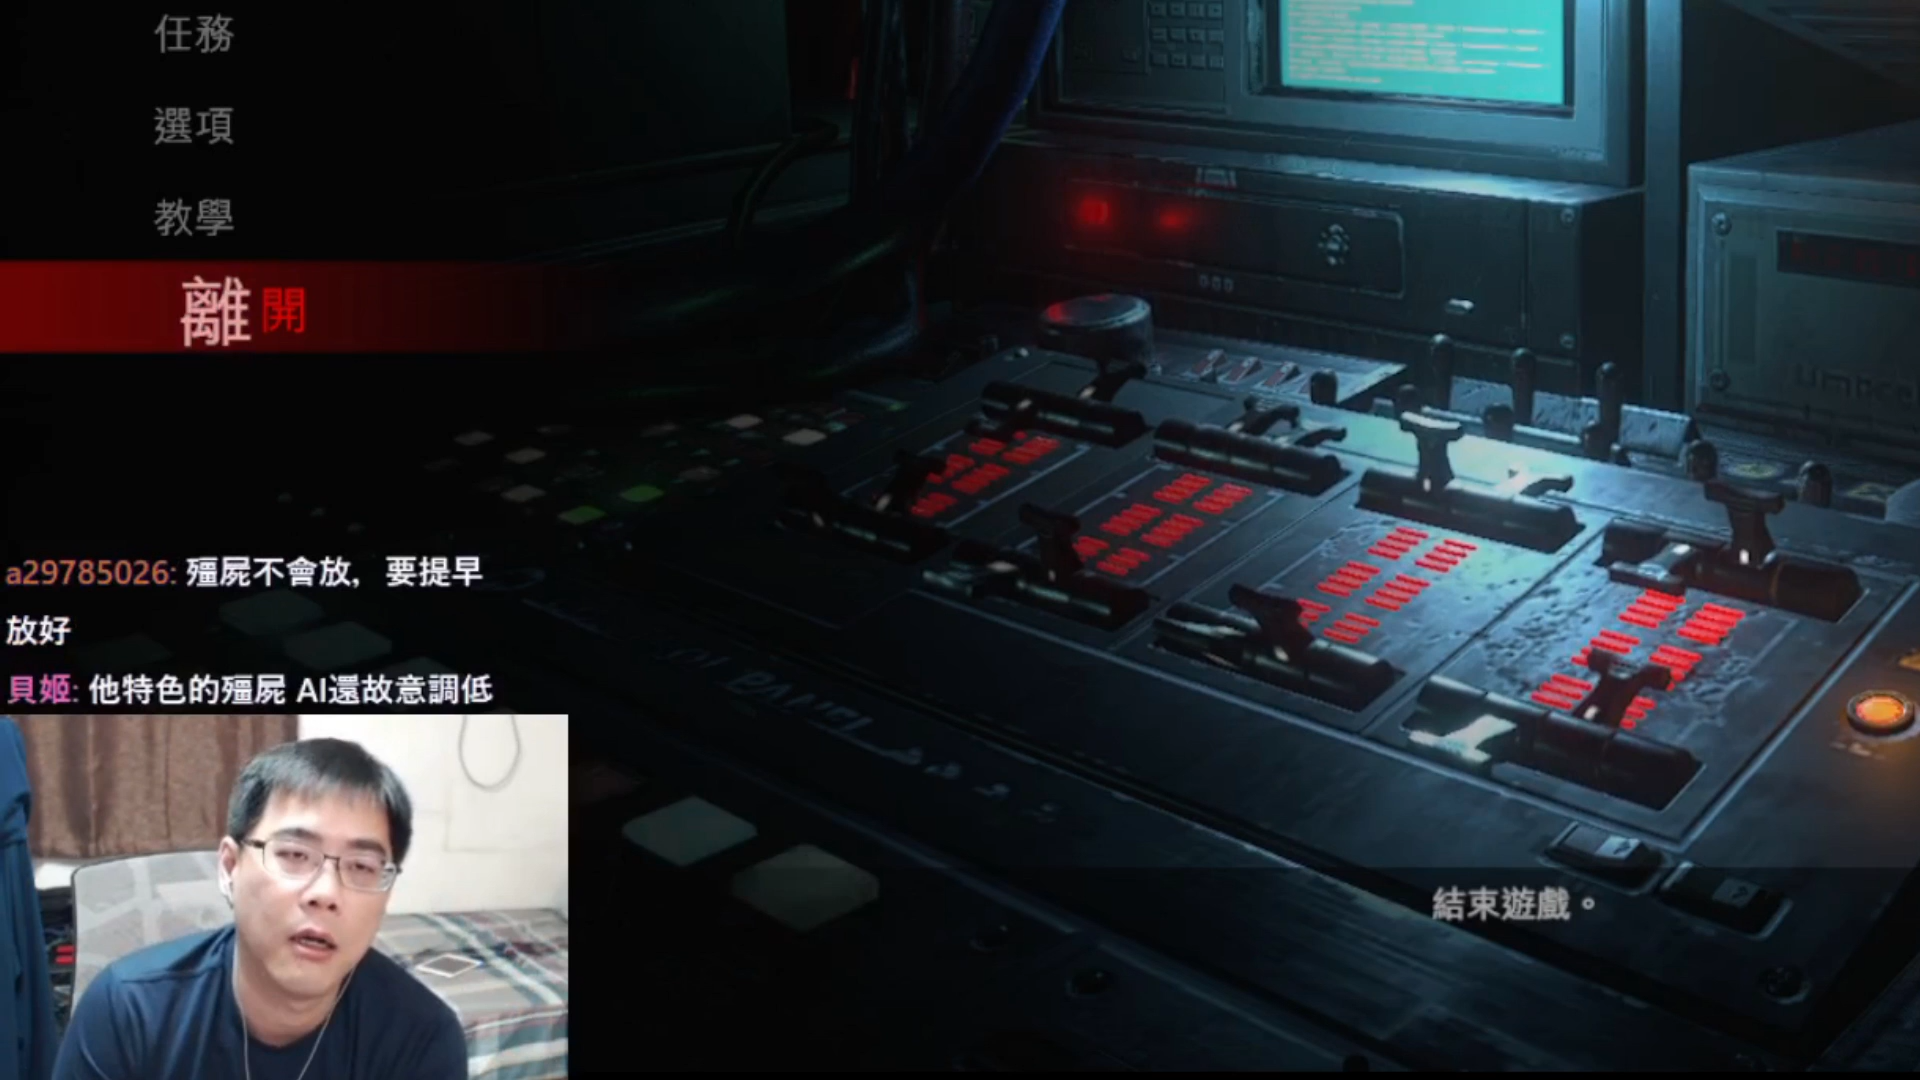 任務
選項
教學
離開
a29785026: 殭屍不會放，要提早
放好
貝姬: 他特色的殭屍 AI還故意調低
結束遊戲。